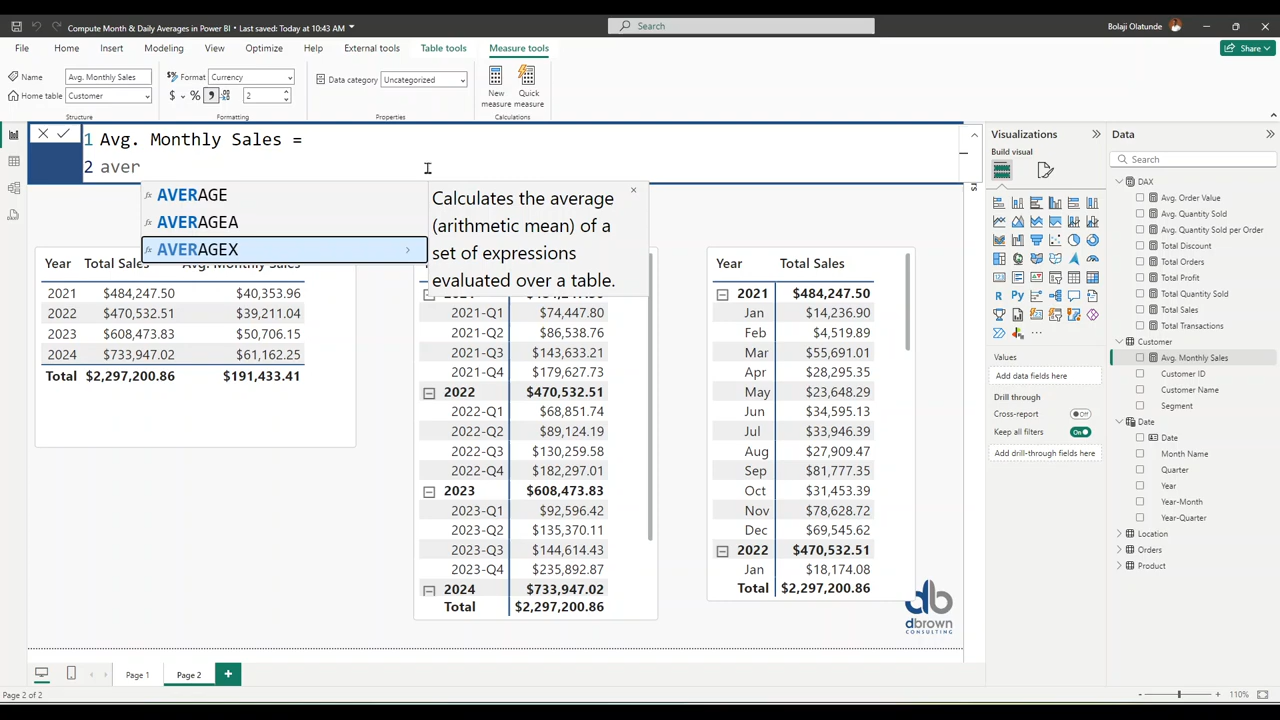 Compute Month & Daily Averages in Power BI • Last saved: Today at 10:43 AM
Search
Bolaji Olatunde
File Home Insert Modeling View Optimize Help External tools Table tools Measure tools
Share
Name Avg. Monthly Sales
Home table Customer
Structure
Format Currency
$ % 9 2
Formatting
Data category Uncategorized
Properties
New measure
Quick measure
Calculations
1 Avg. Monthly Sales =
2 aver
AVERAGE
AVERAGEA
AVERAGEX
Calculates the average
(arithmetic mean) of a
set of expressions
evaluated over a table.
Year Total Sales Avg. Monthly Sales
2021 $484,247.50 $40,353.96
2022 $470,532.51 $39,211.04
2023 $608,473.83 $50,706.15
2024 $733,947.02 $61,162.25
Total $2,297,200.86 $191,433.41
2021-Q1 $74,447.80
2021-Q2 $86,538.76
2021-Q3 $143,633.21
2021-Q4 $179,627.73
2022 $470,532.51
2022-Q1 $68,851.74
2022-Q2 $89,124.19
2022-Q3 $130,259.58
2022-Q4 $182,297.01
2023 $608,473.83
2023-Q1 $92,596.42
2023-Q2 $135,370.11
2023-Q3 $144,614.43
2023-Q4 $235,892.87
2024 $733,947.02
Total $2,297,200.86
Year Total Sales
2021 $484,247.50
Jan $14,236.90
Feb $4,519.89
Mar $55,691.01
Apr $28,295.35
May $23,648.29
Jun $34,595.13
Jul $33,946.39
Aug $27,909.47
Sep $81,777.35
Oct $31,453.39
Nov $78,628.72
Dec $69,545.62
2022 $470,532.51
Jan $18,174.08
Total $2,297,200.86
db
dbrown
CONSULTING
Visualizations
Build visual
R Py
Values
Add data fields here
Drill through
Cross-report Off
Keep all filters On
Add drill-through fields here
Data
Search
DAX
Avg. Order Value
Avg. Quantity Sold
Avg. Quantity Sold per Order
Total Discount
Total Orders
Total Profit
Total Quantity Sold
Total Sales
Total Transactions
Customer
Avg. Monthly Sales
Customer ID
Customer Name
Segment
Date
Date
Month Name
Quarter
Year
Year-Month
Year-Quarter
Location
Orders
Product
Page 1 Page 2
Page 2 of 2
110%